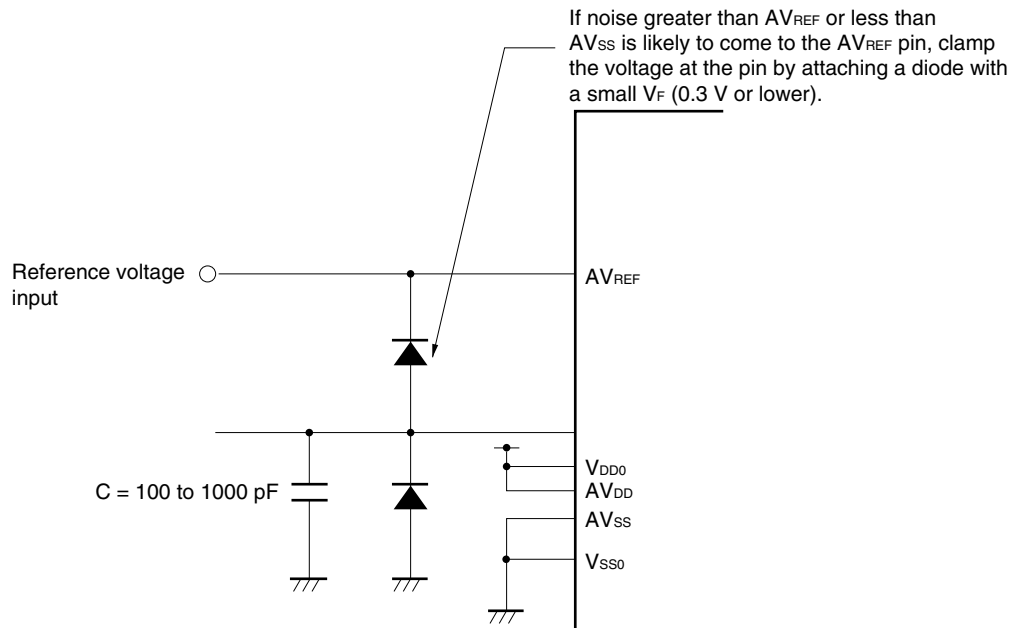 If noise greater than AVREF or less than
AVSS is likely to come to the AVREF pin, clamp
the voltage at the pin by attaching a diode with
a small VF (0.3 V or lower).
Reference voltage
input
AVREF
C = 100 to 1000 pF
VDD0
AVDD
AVSS
VSS0